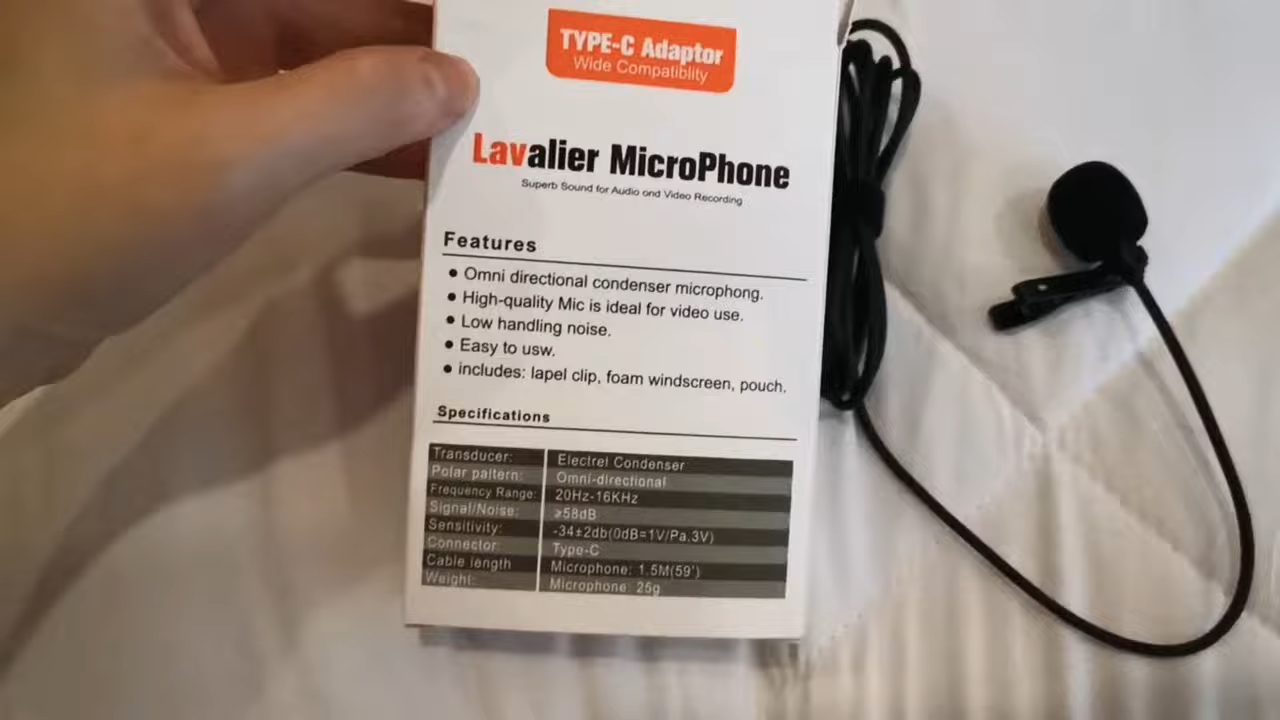 TYPE-C Adaptor
Wide Compatiblity
Lavalier MicroPhone
Superb Sound for Audio ond Video Recording
Features
• Omni directional condenser microphong.
• High-quality Mic is ideal for video use.
• Low handling noise.
• Easy to usw.
• includes: lapel clip, foam windscreen, pouch.
Specifications
Transducer: Electrel Condenser
Polar pattern: Omni-directional
Frequency Range: 20Hz-16KHz
Signal/Noise: ≥58dB
Sensitivity: -34±2db(0dB=1V/Pa,3V)
Connector: Type-C
Cable length Microphone: 1.5M(59')
Weight: Microphone: 25g